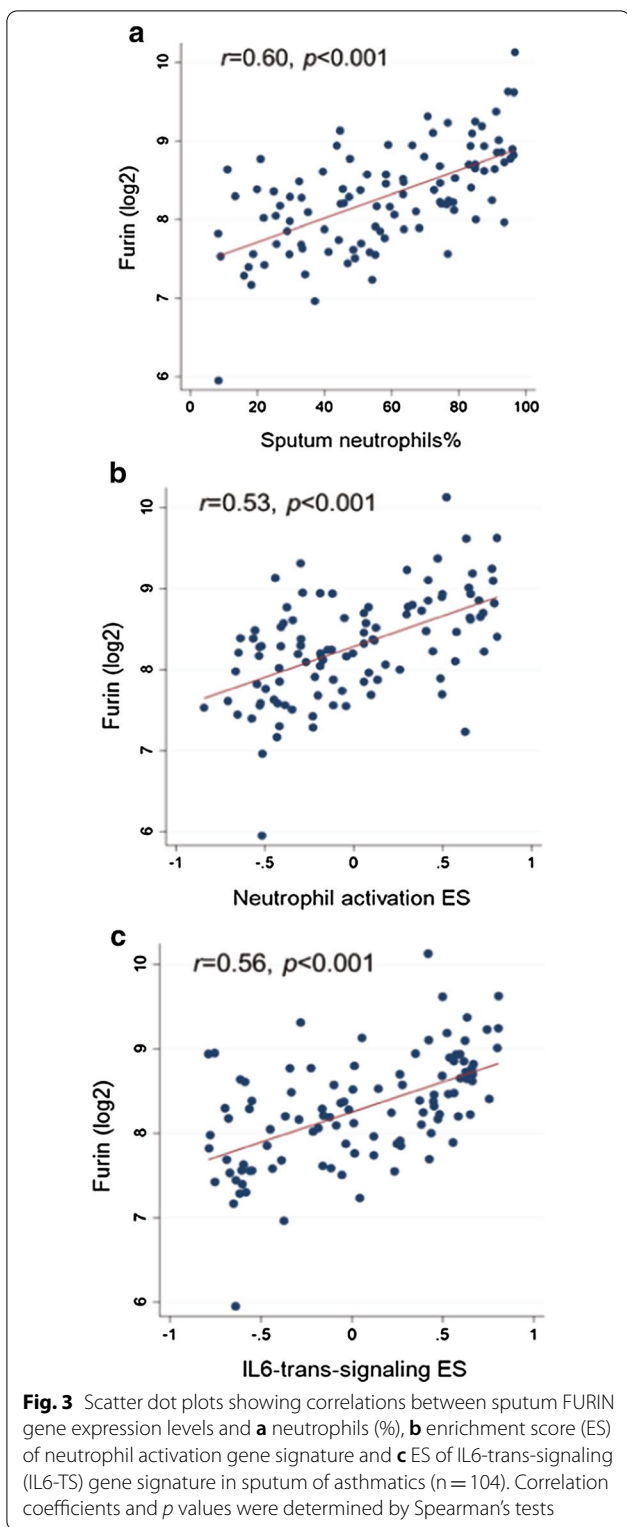 a
r=0.60, p<0.001
10
9
8
7
6
Furin (log2)
0 20 40 60 80 100
Sputum neutrophils%
b
r=0.53, p<0.001
10
9
8
7
6
Furin (log2)
-1 -.5 0 .5 1
Neutrophil activation ES
c
r=0.56, p<0.001
10
9
8
7
6
Furin (log2)
-1 -.5 0 .5 1
IL6-trans-signaling ES
Fig. 3 Scatter dot plots showing correlations between sputum FURIN
gene expression levels and a neutrophils (%), b enrichment score (ES)
of neutrophil activation gene signature and c ES of IL6-trans-signaling
(IL6-TS) gene signature in sputum of asthmatics (n = 104). Correlation
coefficients and p values were determined by Spearman's tests